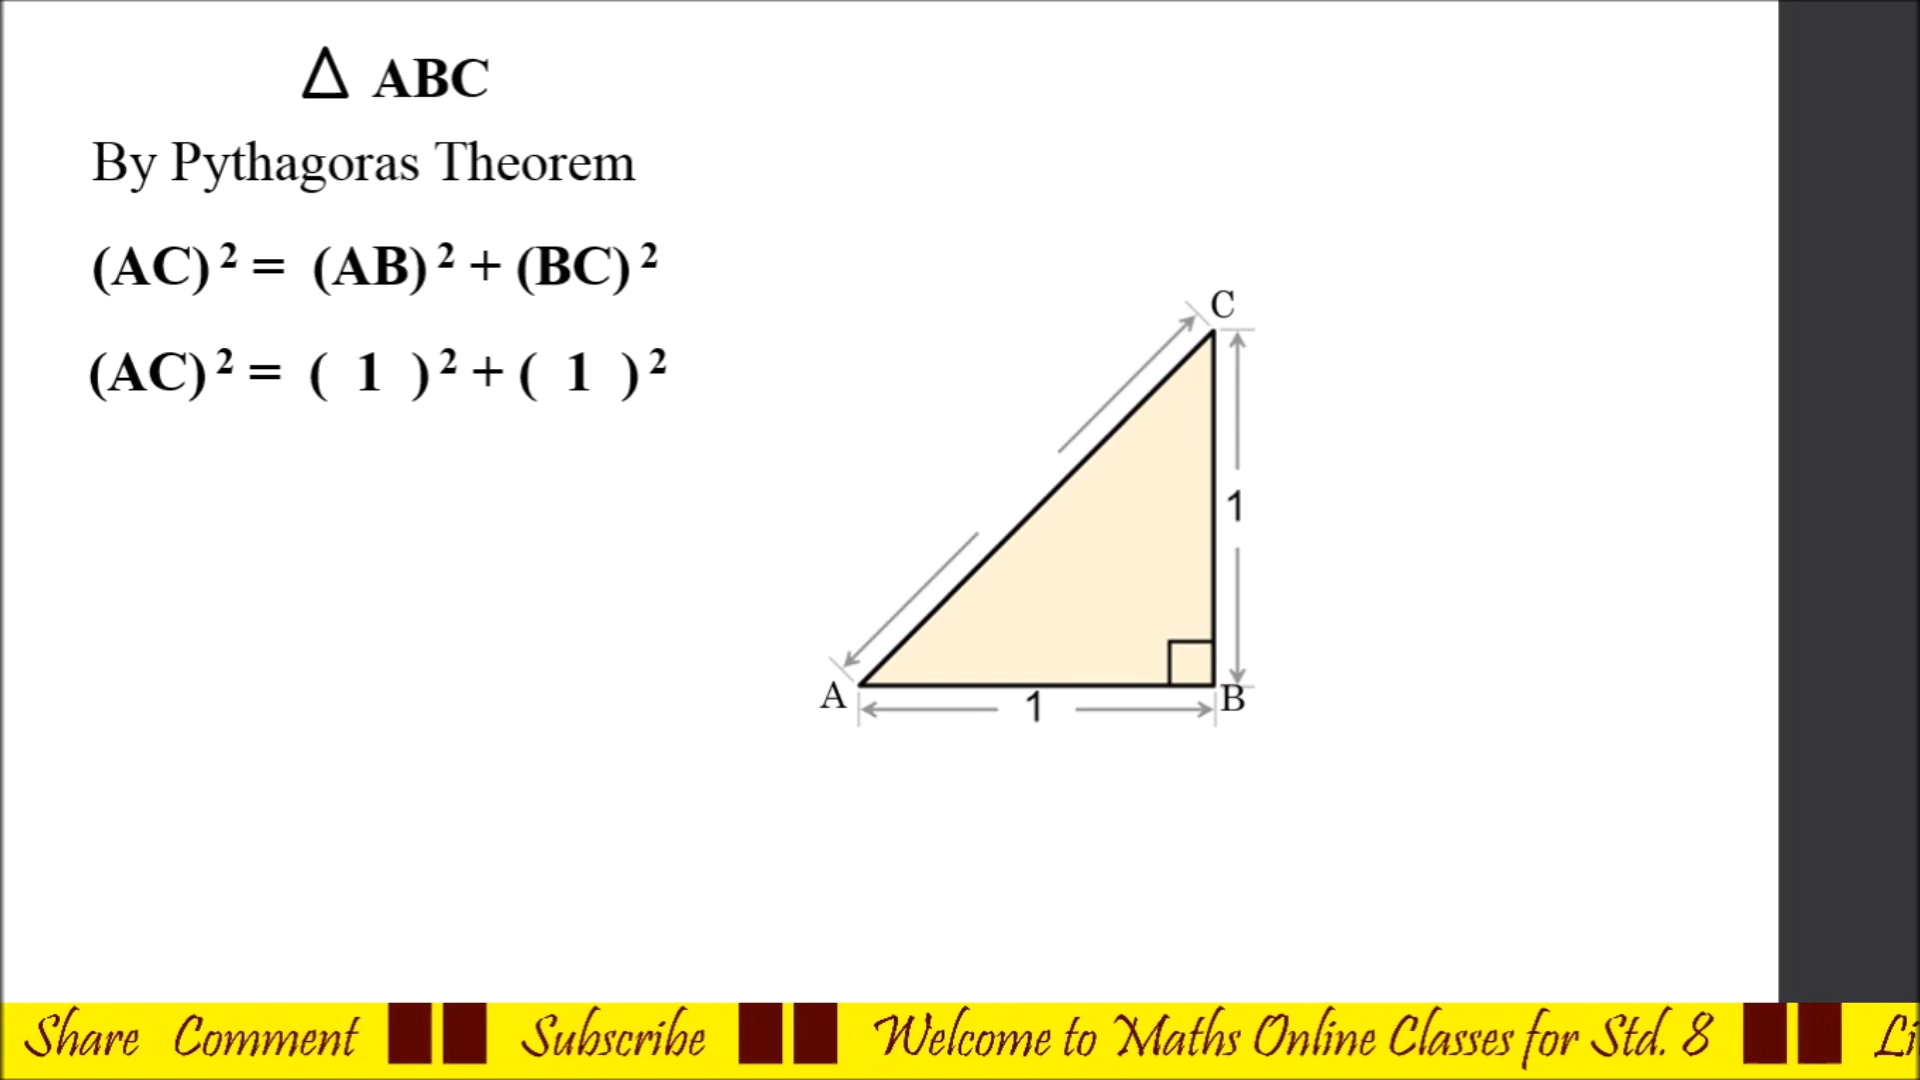 △ ABC
By Pythagoras Theorem
(AC)² = (AB)² + (BC)²
(AC)² = ( 1 )² + ( 1 )²
C
1
A
1
B
Share Comment Subscribe Welcome to Maths Online Classes for Std. 8 Li